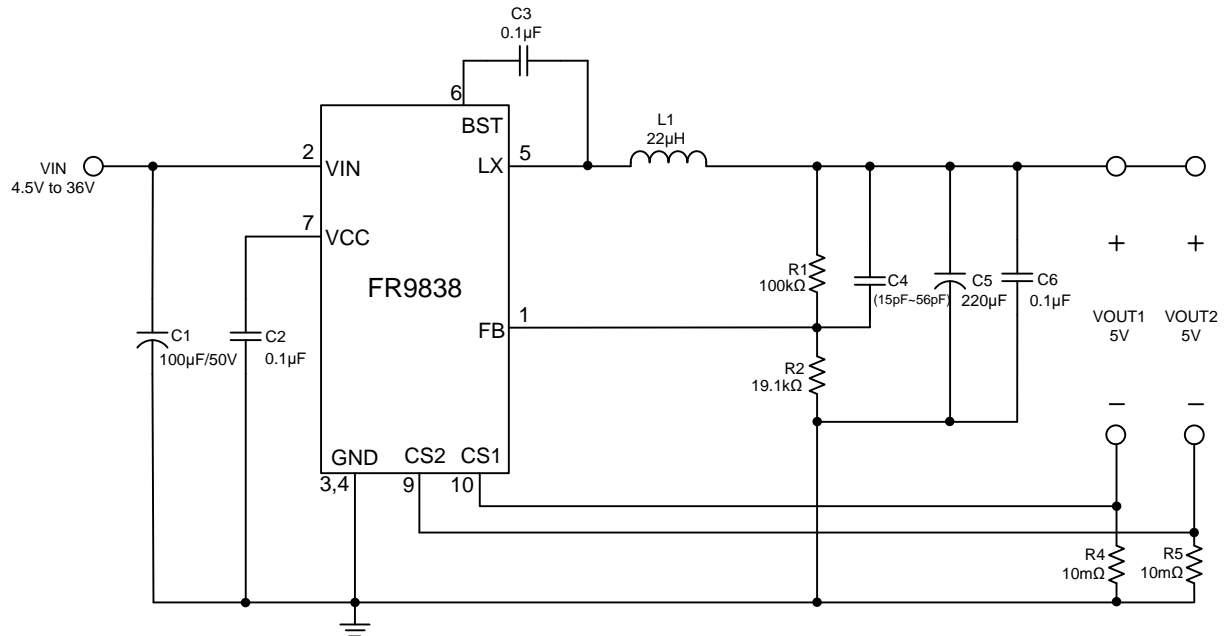 C3
0.1µF
6
BST
L1
22µH
VIN
4.5V to 36V
2
VIN
LX
5
7
VCC
FR9838
R1
100kΩ
C4
(15pF~56pF)
C5
220µF
C6
0.1µF
+
+
VOUT1
5V
VOUT2
5V
C1
100µF/50V
C2
0.1µF
FB
1
R2
19.1kΩ
−
−
GND
3,4
CS2
9
CS1
10
R4
10mΩ
R5
10mΩ